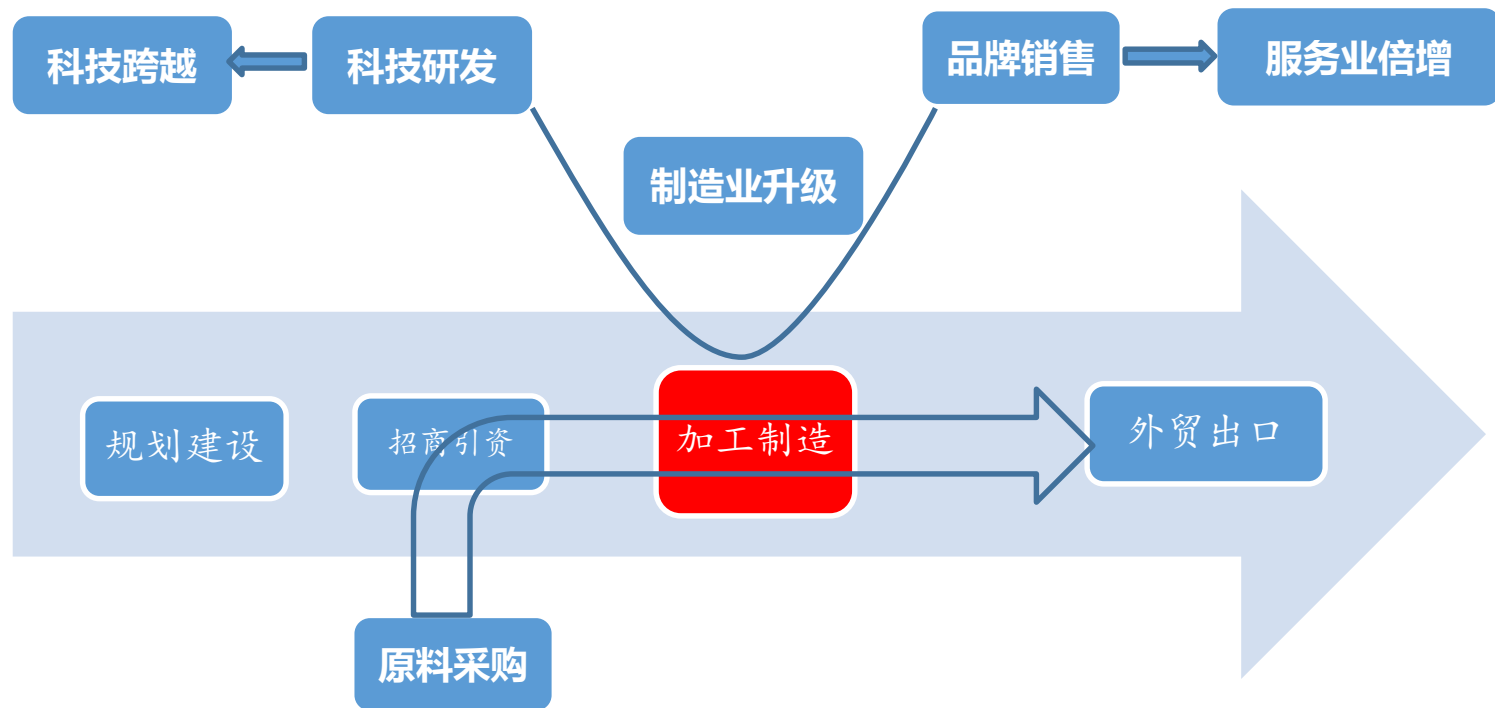 科技跨越
科技研发
品牌销售
服务业倍增
制造业升级
规划建设
招商引资
加工制造
外贸出口
原料采购